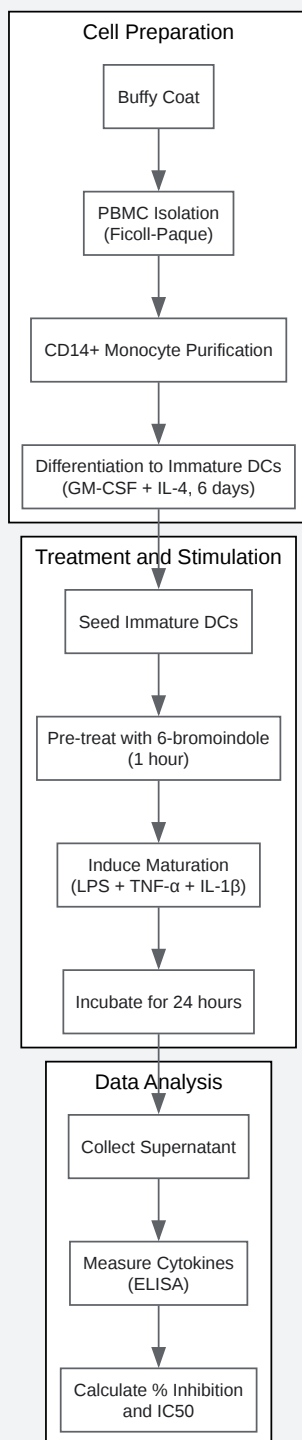 Cell Preparation
Buffy Coat
PBMC Isolation
(Ficoll-Paque)
CD14+ Monocyte Purification
Differentiation to Immature DCs
(GM-CSF + IL-4, 6 days)
Treatment and Stimulation
Seed Immature DCs
Pre-treat with 6-bromoindole
(1 hour)
Induce Maturation
(LPS + TNF-α + IL-1β)
Incubate for 24 hours
Data Analysis
Collect Supernatant
Measure Cytokines
(ELISA)
Calculate % Inhibition
and IC50